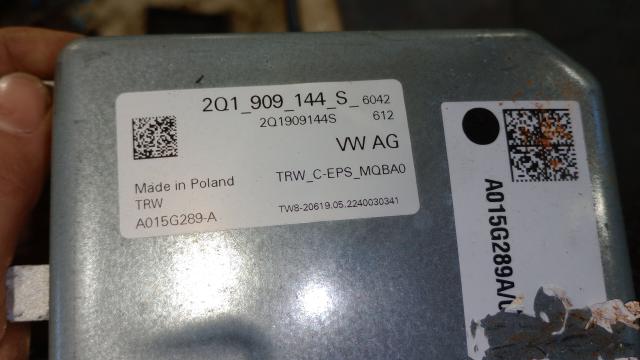 2Q1_909_144_S_ 6042
2Q1909144S 612
VW AG
Made in Poland TRW_C-EPS_MQBA0
TRW
A015G289-A TW8-20619.05.2240030341
A015G289A/